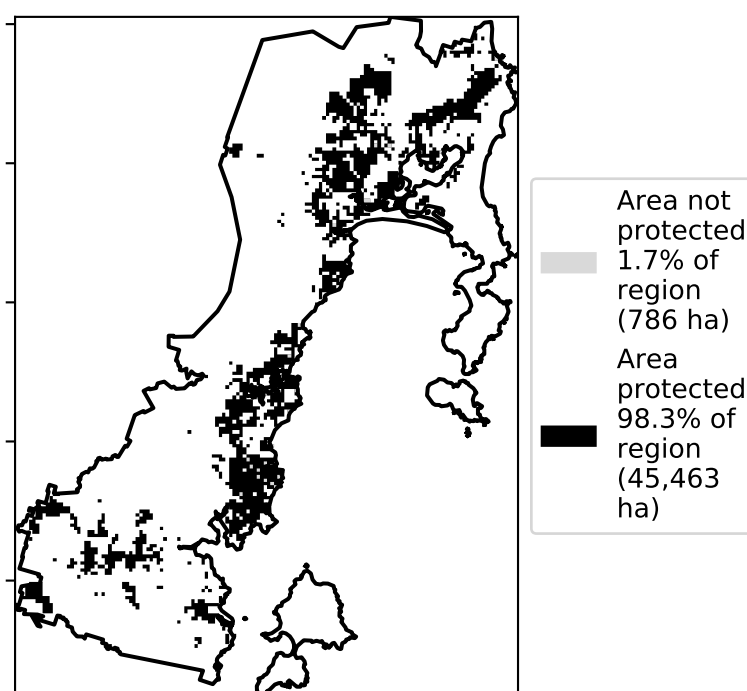 Area not
protected
1.7% of
region
(786 ha)
Area
protected
98.3% of
region
(45,463
ha)